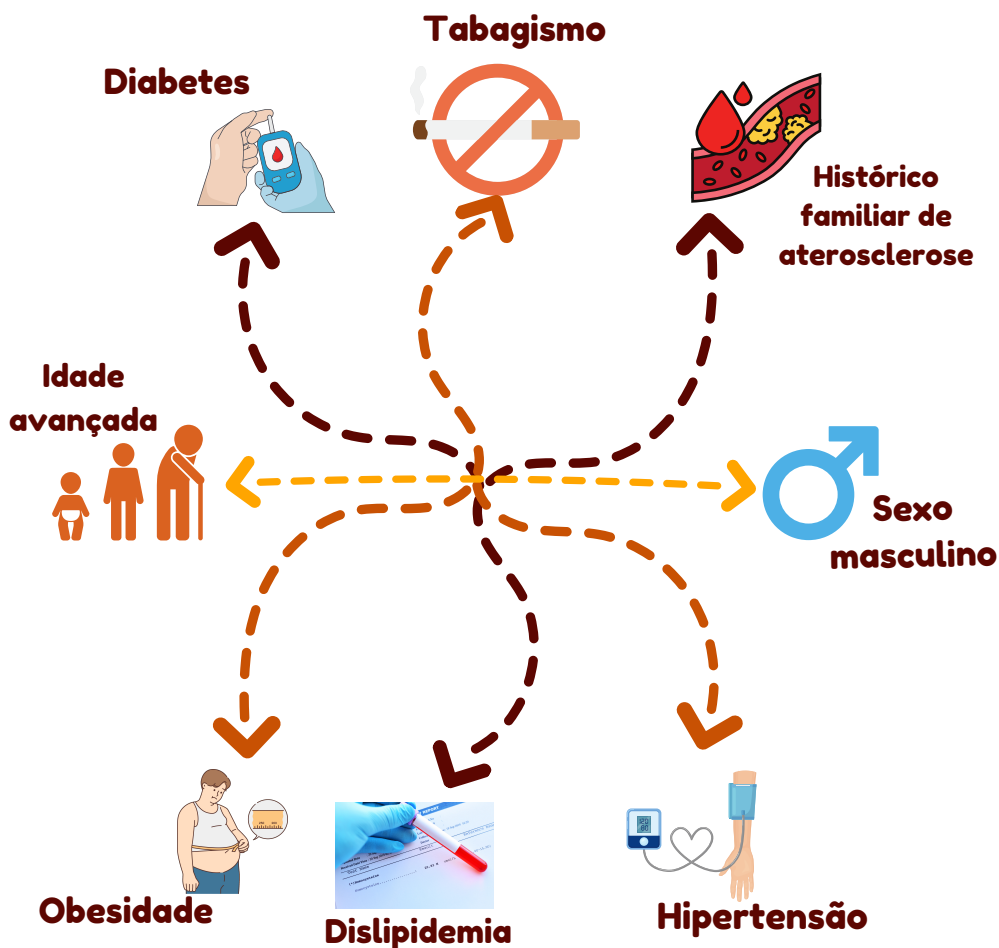 Tabagismo
Diabetes
Histórico
familiar de
aterosclerose
Idade
avançada
Sexo
masculino
Obesidade
Dislipidemia
Hipertensão